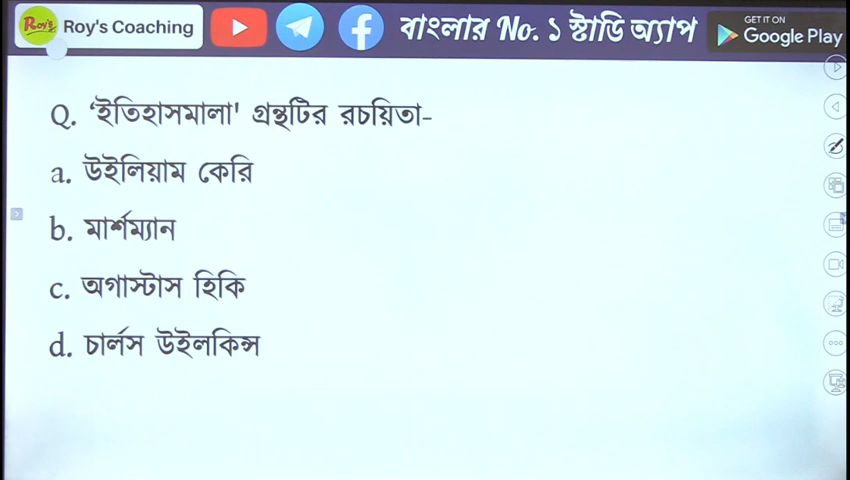 Roy's Roy's Coaching বাংলার No. ১ স্টাডি অ্যাপ GET IT ON Google Play
Q. ‘ইতিহাসমালা' গ্রন্থটির রচয়িতা-
a. উইলিয়াম কেরি
b. মার্শম্যান
c. অগাস্টাস হিকি
d. চার্লস উইলকিন্স